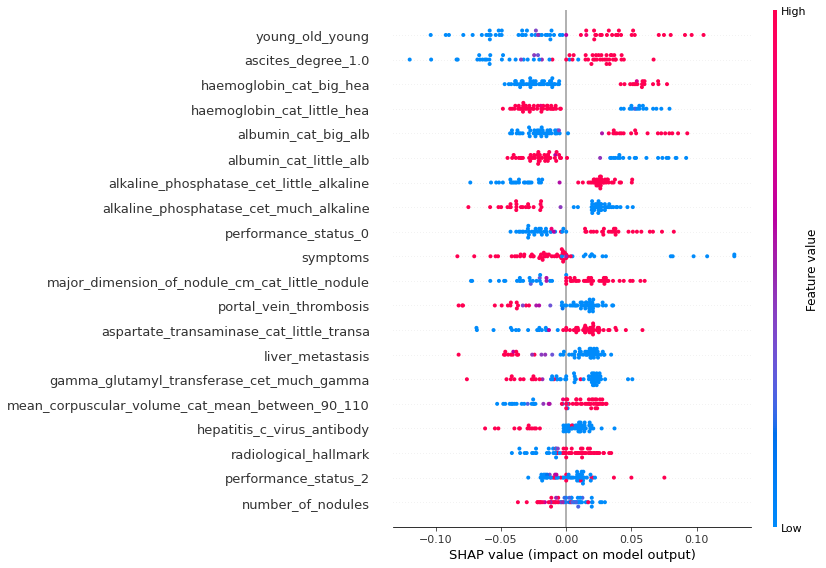 High
young_old_young
ascites_degree_1.0
haemoglobin_cat_big_hea
haemoglobin_cat_little_hea
albumin_cat_big_alb
albumin_cat_little_alb
alkaline_phosphatase_cet_little_alkaline
alkaline_phosphatase_cet_much_alkaline
performance_status_0
symptoms
major_dimension_of_nodule_cm_cat_little_nodule
portal_vein_thrombosis
aspartate_transaminase_cat_little_transa
liver_metastasis
gamma_glutamyl_transferase_cet_much_gamma
mean_corpuscular_volume_cat_mean_between_90_110
hepatitis_c_virus_antibody
radiological_hallmark
performance_status_2
number_of_nodules
Feature value
Low
−0.10 −0.05 0.00 0.05 0.10
SHAP value (impact on model output)